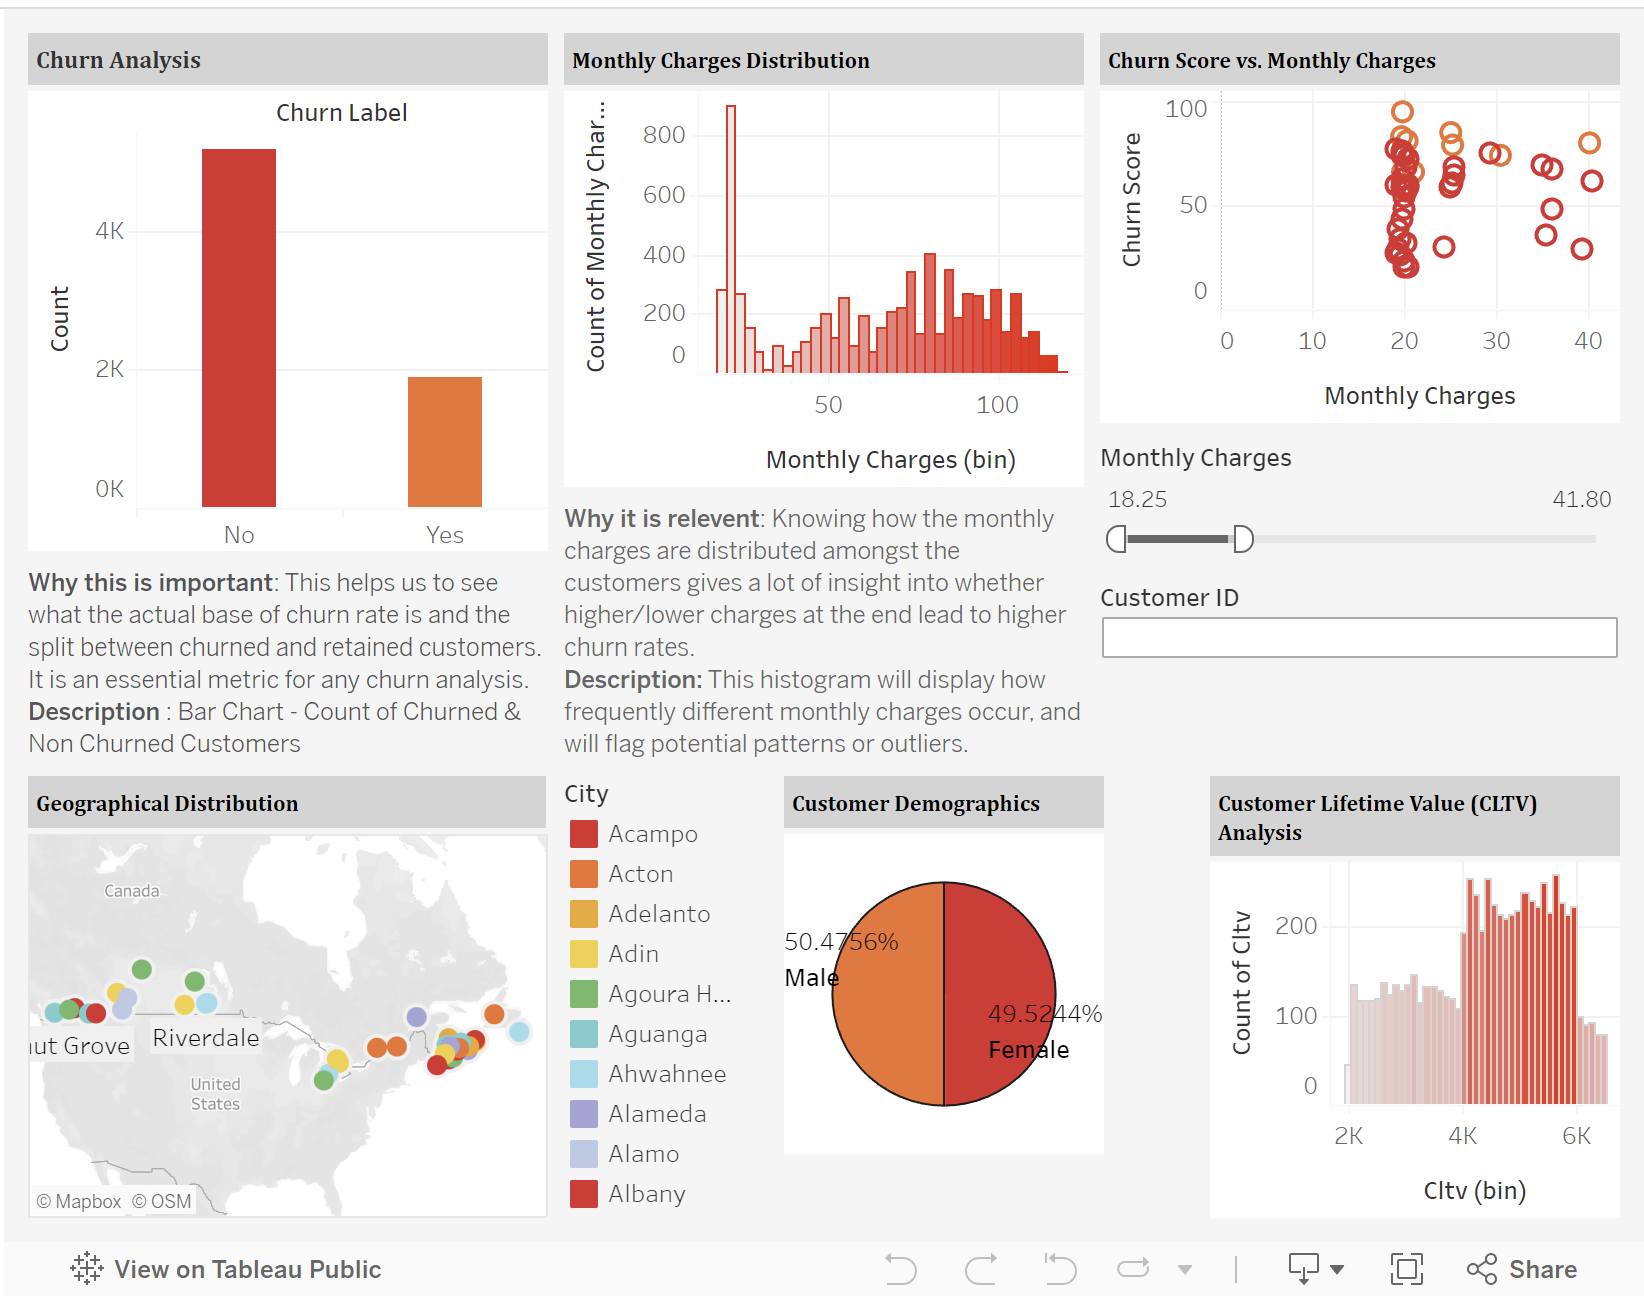 Churn Analysis
Churn Label
Count
4K
2K
0K
No
Yes
Why this is important: This helps us to see
what the actual base of churn rate is and the
split between churned and retained customers.
It is an essential metric for any churn analysis.
Description : Bar Chart - Count of Churned &
Non Churned Customers
Monthly Charges Distribution
Count of Monthly Char...
800
600
400
200
0
50
100
Monthly Charges (bin)
Why it is relevent: Knowing how the monthly
charges are distributed amongst the
customers gives a lot of insight into whether
higher/lower charges at the end lead to higher
churn rates.
Description: This histogram will display how
frequently different monthly charges occur, and
will flag potential patterns or outliers.
Churn Score vs. Monthly Charges
Churn Score
100
50
0
0
10
20
30
40
Monthly Charges
Monthly Charges
18.25
41.80
Customer ID
Geographical Distribution
Canada
ut Grove
Riverdale
United
States
© Mapbox © OSM
City
Acampo
Acton
Adelanto
Adin
Agoura H...
Aguanga
Ahwahnee
Alameda
Alamo
Albany
Customer Demographics
50.4756%
Male
49.5244%
Female
Customer Lifetime Value (CLTV)
Analysis
Count of Cltv
200
100
0
2K
4K
6K
Cltv (bin)
View on Tableau Public
Share